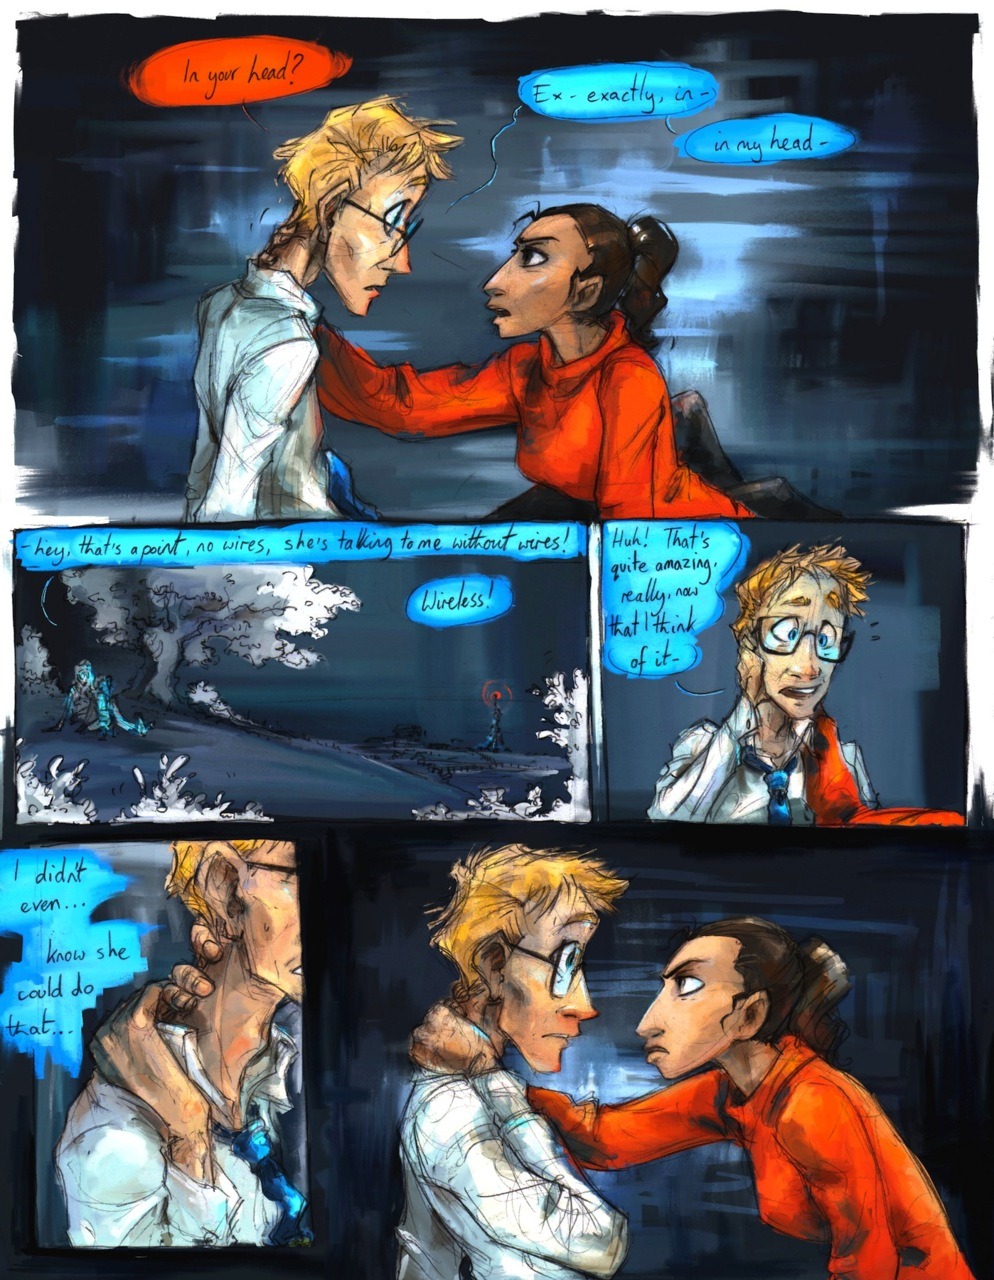 In your head?
Ex- exactly, in-
in my head-
-hey, that's a point, no wires, she's talking to me without wires!
Wireless!
Huh! That's
quite amazing,
really, now
that I think
of it-
I didn't
even...
know she
could do
that...